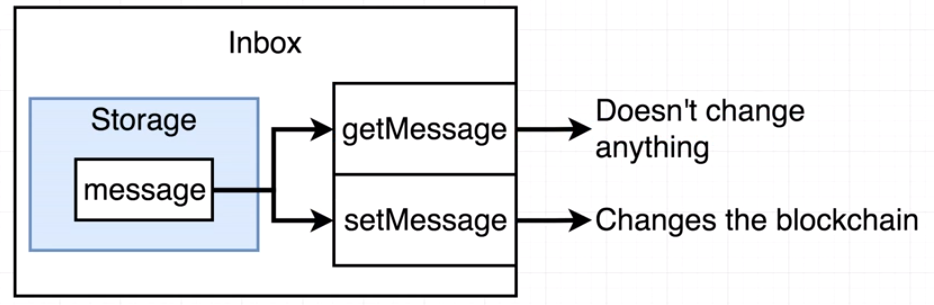 Inbox
Storage
message
getMessage
setMessage
Doesn't change
anything
Changes the blockchain